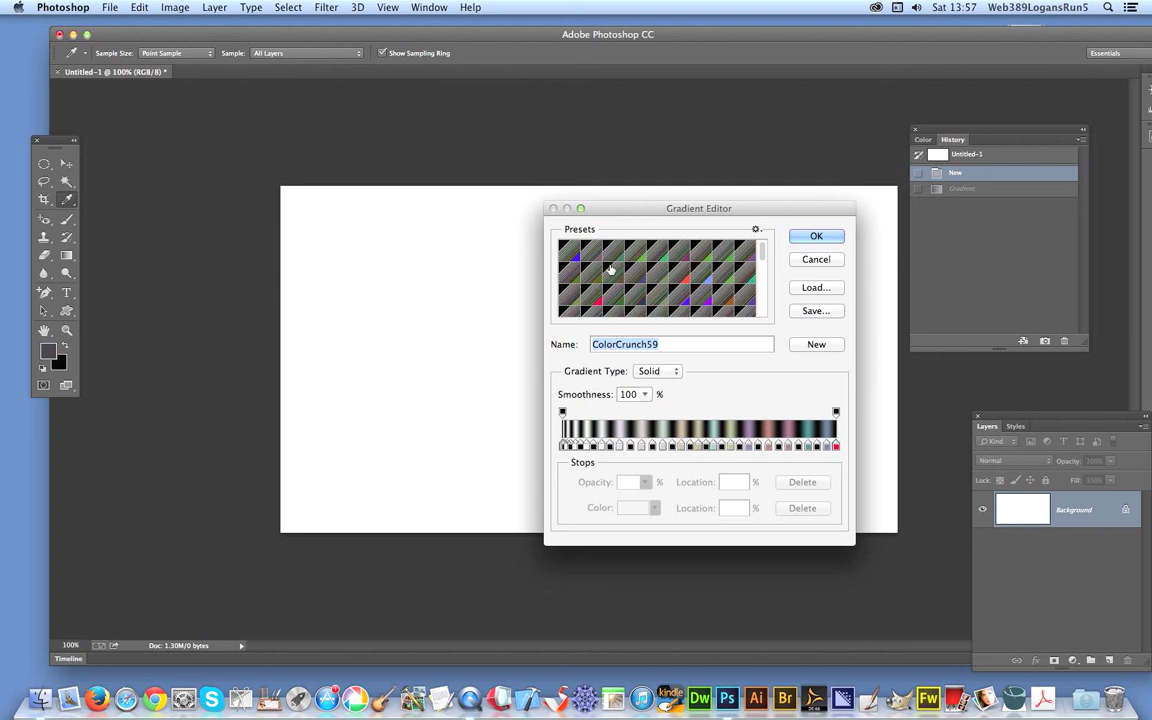 Photoshop File Edit Image Layer Type Select Filter 3D View Window Help Sat 13:57 Web389LogansRun5
Adobe Photoshop CC
Sample Size: Point Sample Sample: All Layers Show Sampling Ring Essentials
Untitled-1 @ 100% (RGB/8) *
Color History
Untitled-1
New
Gradient
Gradient Editor
Presets
OK
Cancel
Load...
Save...
Name: ColorCrunch59 New
Gradient Type: Solid
Smoothness: 100 %
Stops
Opacity: % Location: % Delete
Color: Location: % Delete
Layers Styles
Kind
Normal Opacity: 100%
Lock: Fill: 100%
Background
100% Doc: 1.30M/0 bytes
Timeline
kindle Dw Ps Ai Br Fw